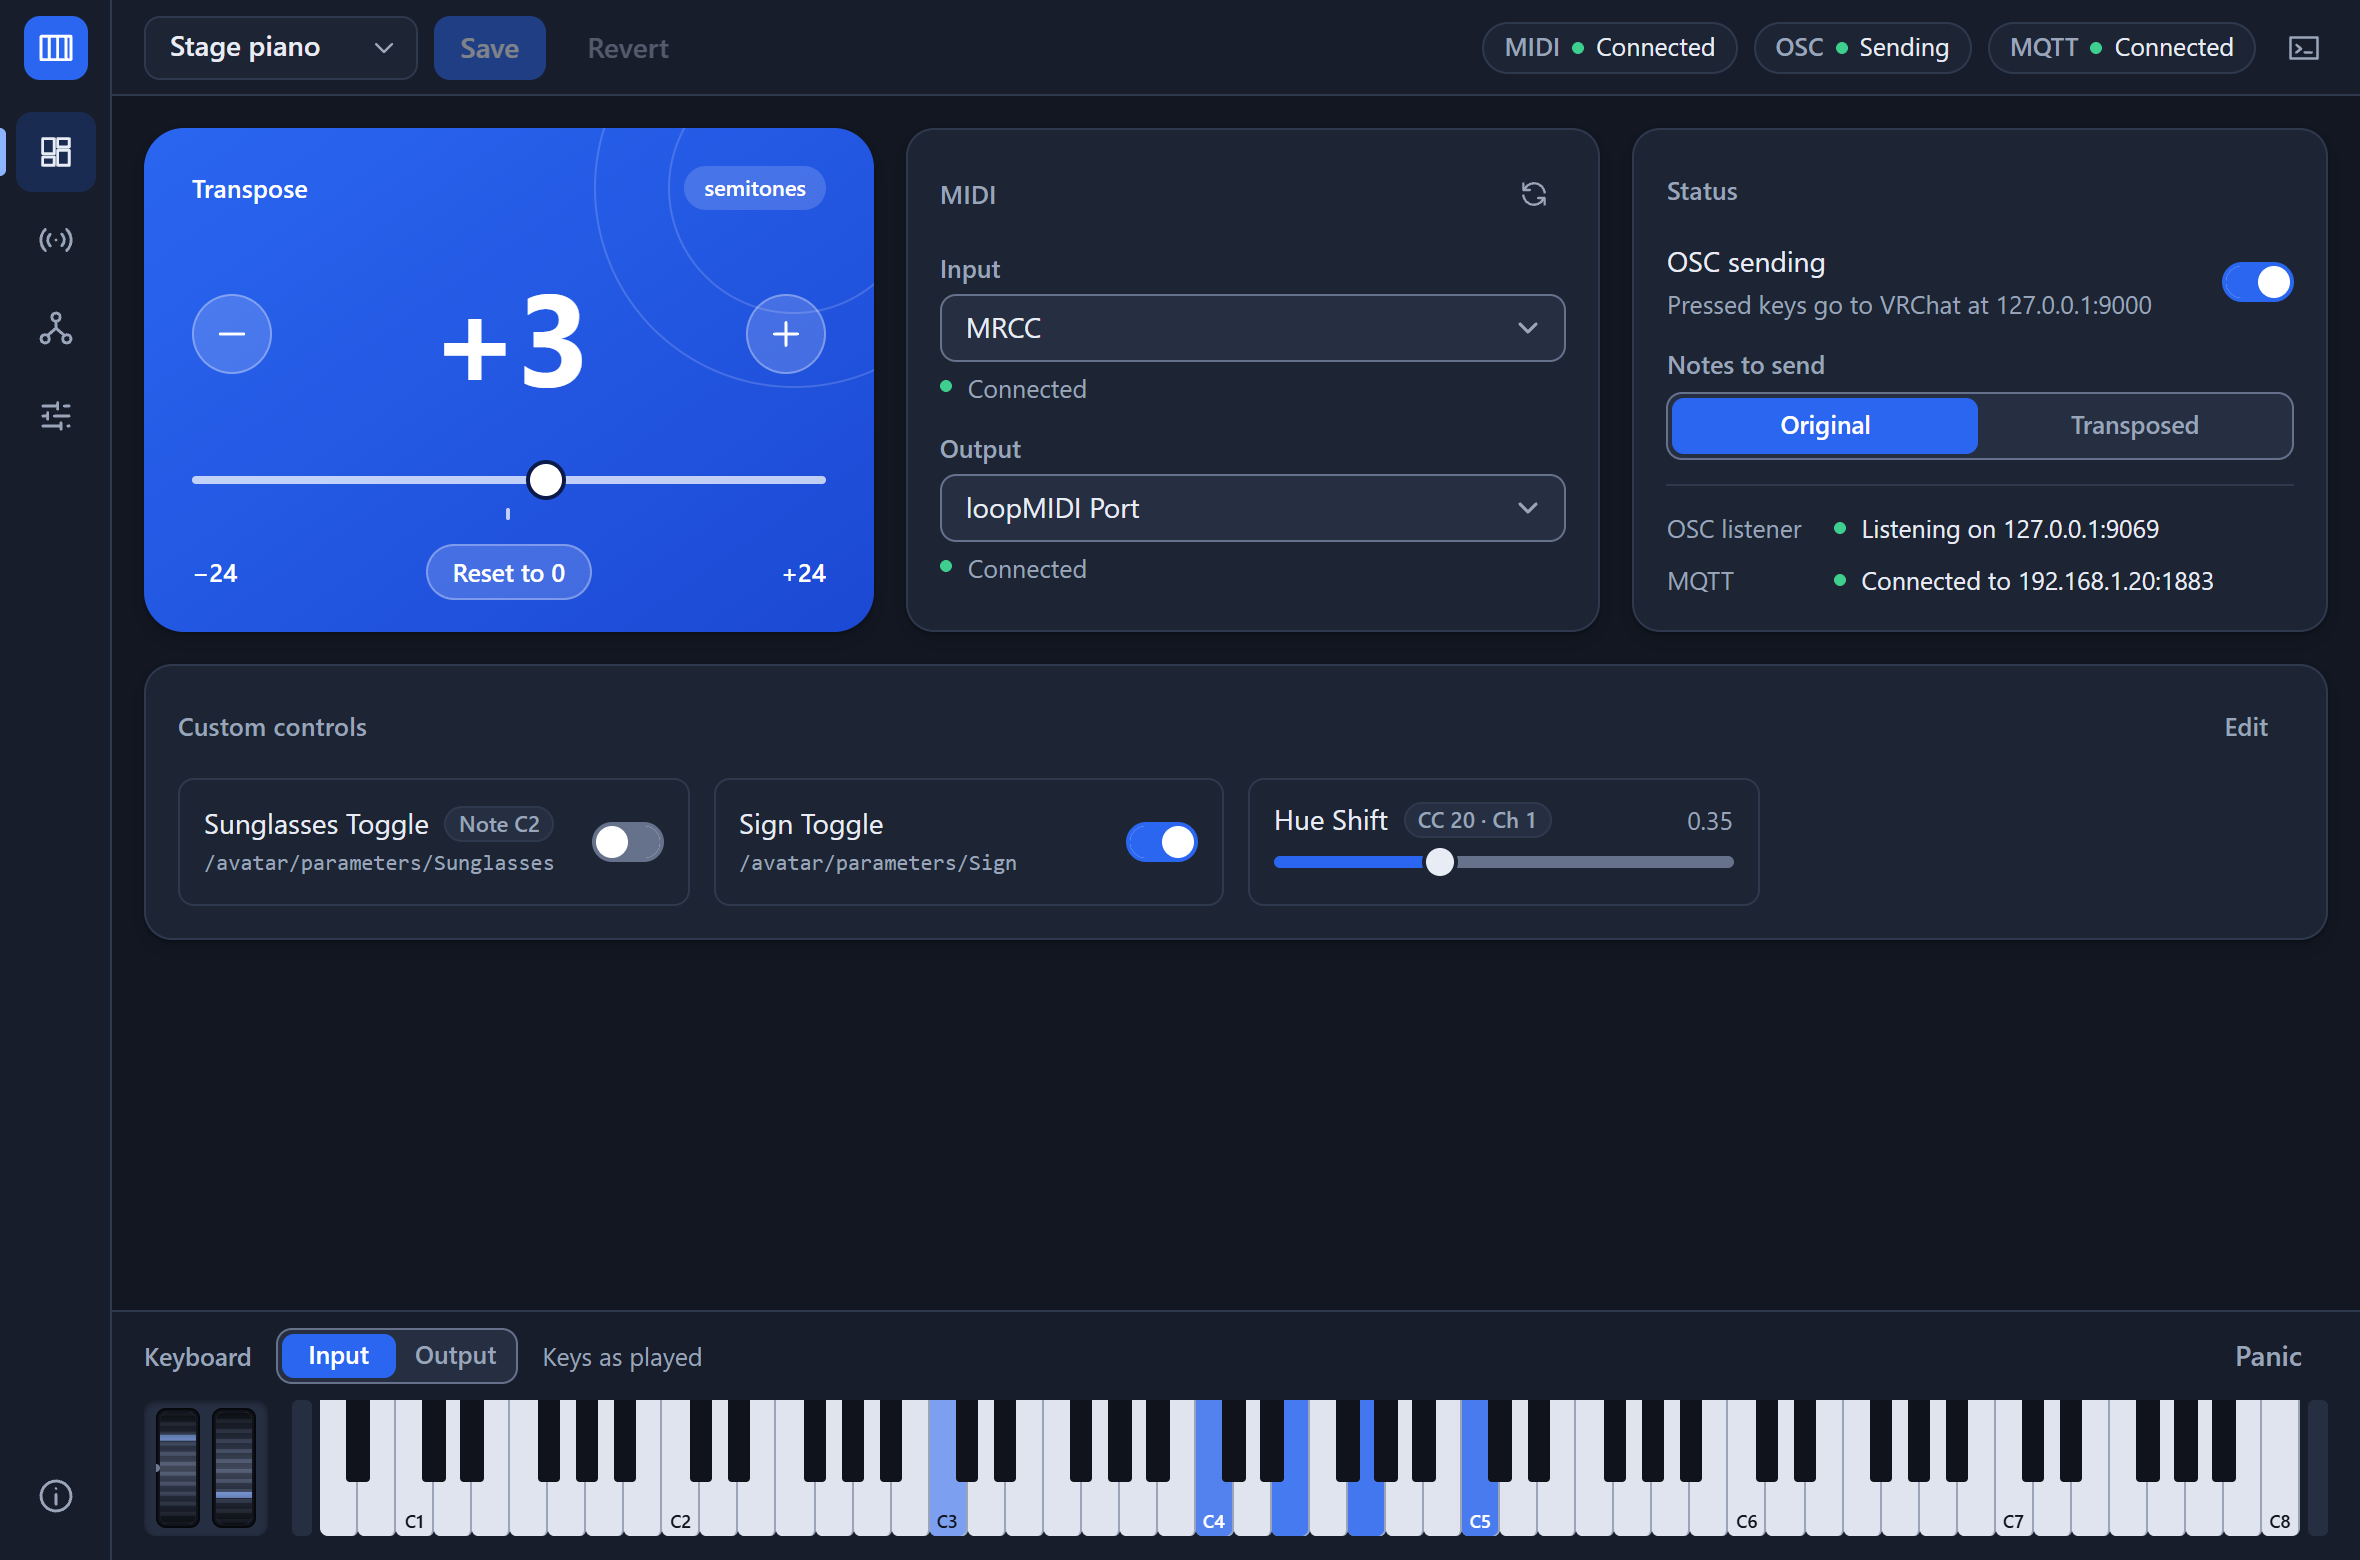 Stage piano
Save
Revert
MIDI Connected
OSC Sending
MQTT Connected
Transpose
semitones
+3
−24
Reset to 0
+24
MIDI
Input
MRCC
Connected
Output
loopMIDI Port
Connected
Status
OSC sending
Pressed keys go to VRChat at 127.0.0.1:9000
Notes to send
Original
Transposed
OSC listener
Listening on 127.0.0.1:9069
MQTT
Connected to 192.168.1.20:1883
Custom controls
Edit
Sunglasses Toggle
Note C2
/avatar/parameters/Sunglasses
Sign Toggle
/avatar/parameters/Sign
Hue Shift
CC 20 · Ch 1
0.35
Keyboard
Input
Output
Keys as played
Panic
C1
C2
C3
C4
C5
C6
C7
C8